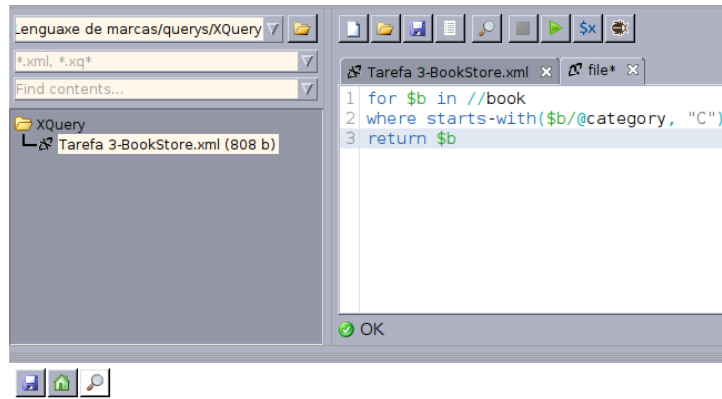 Lenguaxe de marcas/querys/XQuery
*.xml, *.xq*
Find contents...
XQuery
Tarefa 3-BookStore.xml (808 b)
$x
Tarefa 3-BookStore.xml
file*
1 for $b in //book
2 where starts-with($b/@category, "C")
3 return $b
OK